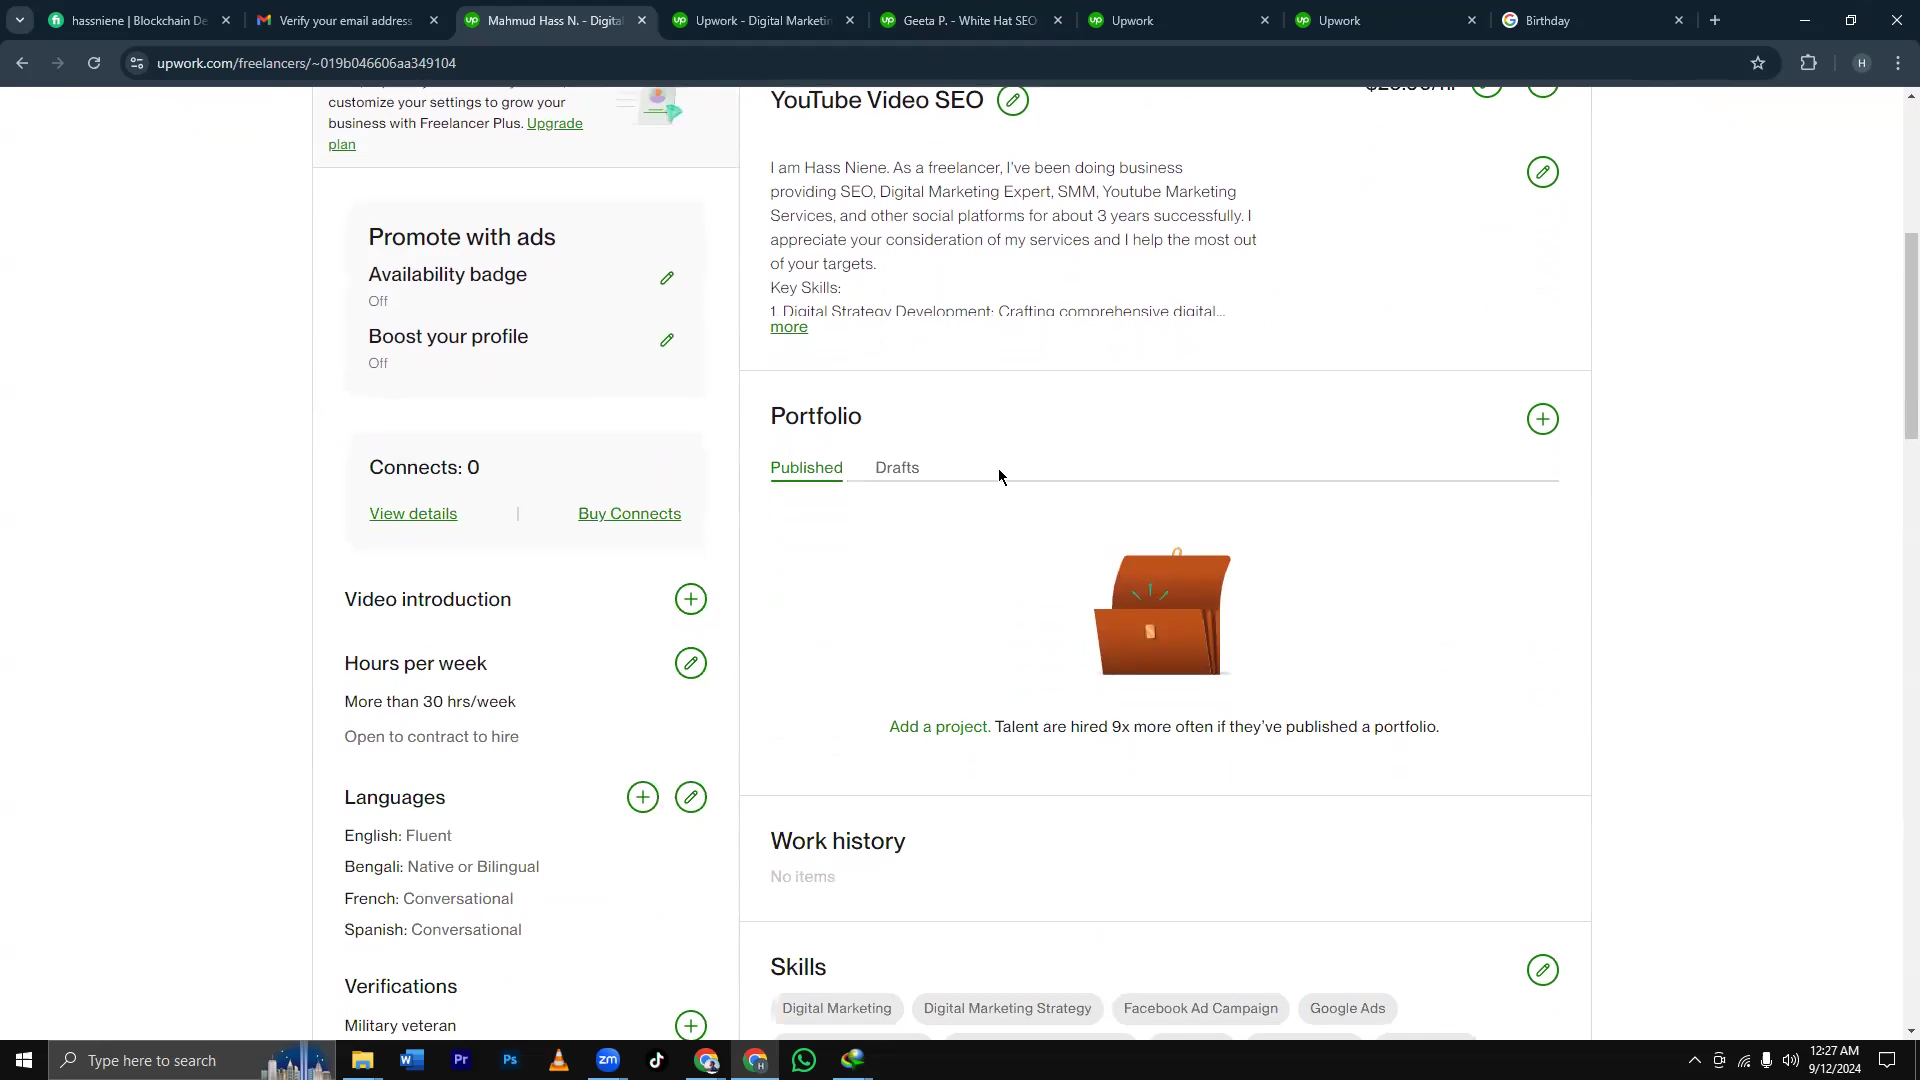 hassniene | Blockchain De
Verify your email address
Mahmud Hass N. - Digital
Upwork - Digital Marketin
Geeta P. - White Hat SEO
Upwork
Upwork
Birthday
upwork.com/freelancers/~019b046606aa349104
H
customize your settings to grow your
business with Freelancer Plus. Upgrade
plan
Promote with ads
Availability badge
Off
Boost your profile
Off
Connects: 0
View details | Buy Connects
Video introduction
Hours per week
More than 30 hrs/week
Open to contract to hire
Languages
English: Fluent
Bengali: Native or Bilingual
French: Conversational
Spanish: Conversational
Verifications
Military veteran
YouTube Video SEO
I am Hass Niene. As a freelancer, I've been doing business
providing SEO, Digital Marketing Expert, SMM, Youtube Marketing
Services, and other social platforms for about 3 years successfully. I
appreciate your consideration of my services and I help the most out
of your targets.
Key Skills:
1. Digital Strategy Development: Crafting comprehensive digital...
more
Portfolio
Published Drafts
Add a project. Talent are hired 9x more often if they've published a portfolio.
Work history
No items
Skills
Digital Marketing Digital Marketing Strategy Facebook Ad Campaign Google Ads
Type here to search
12:27 AM
9/12/2024